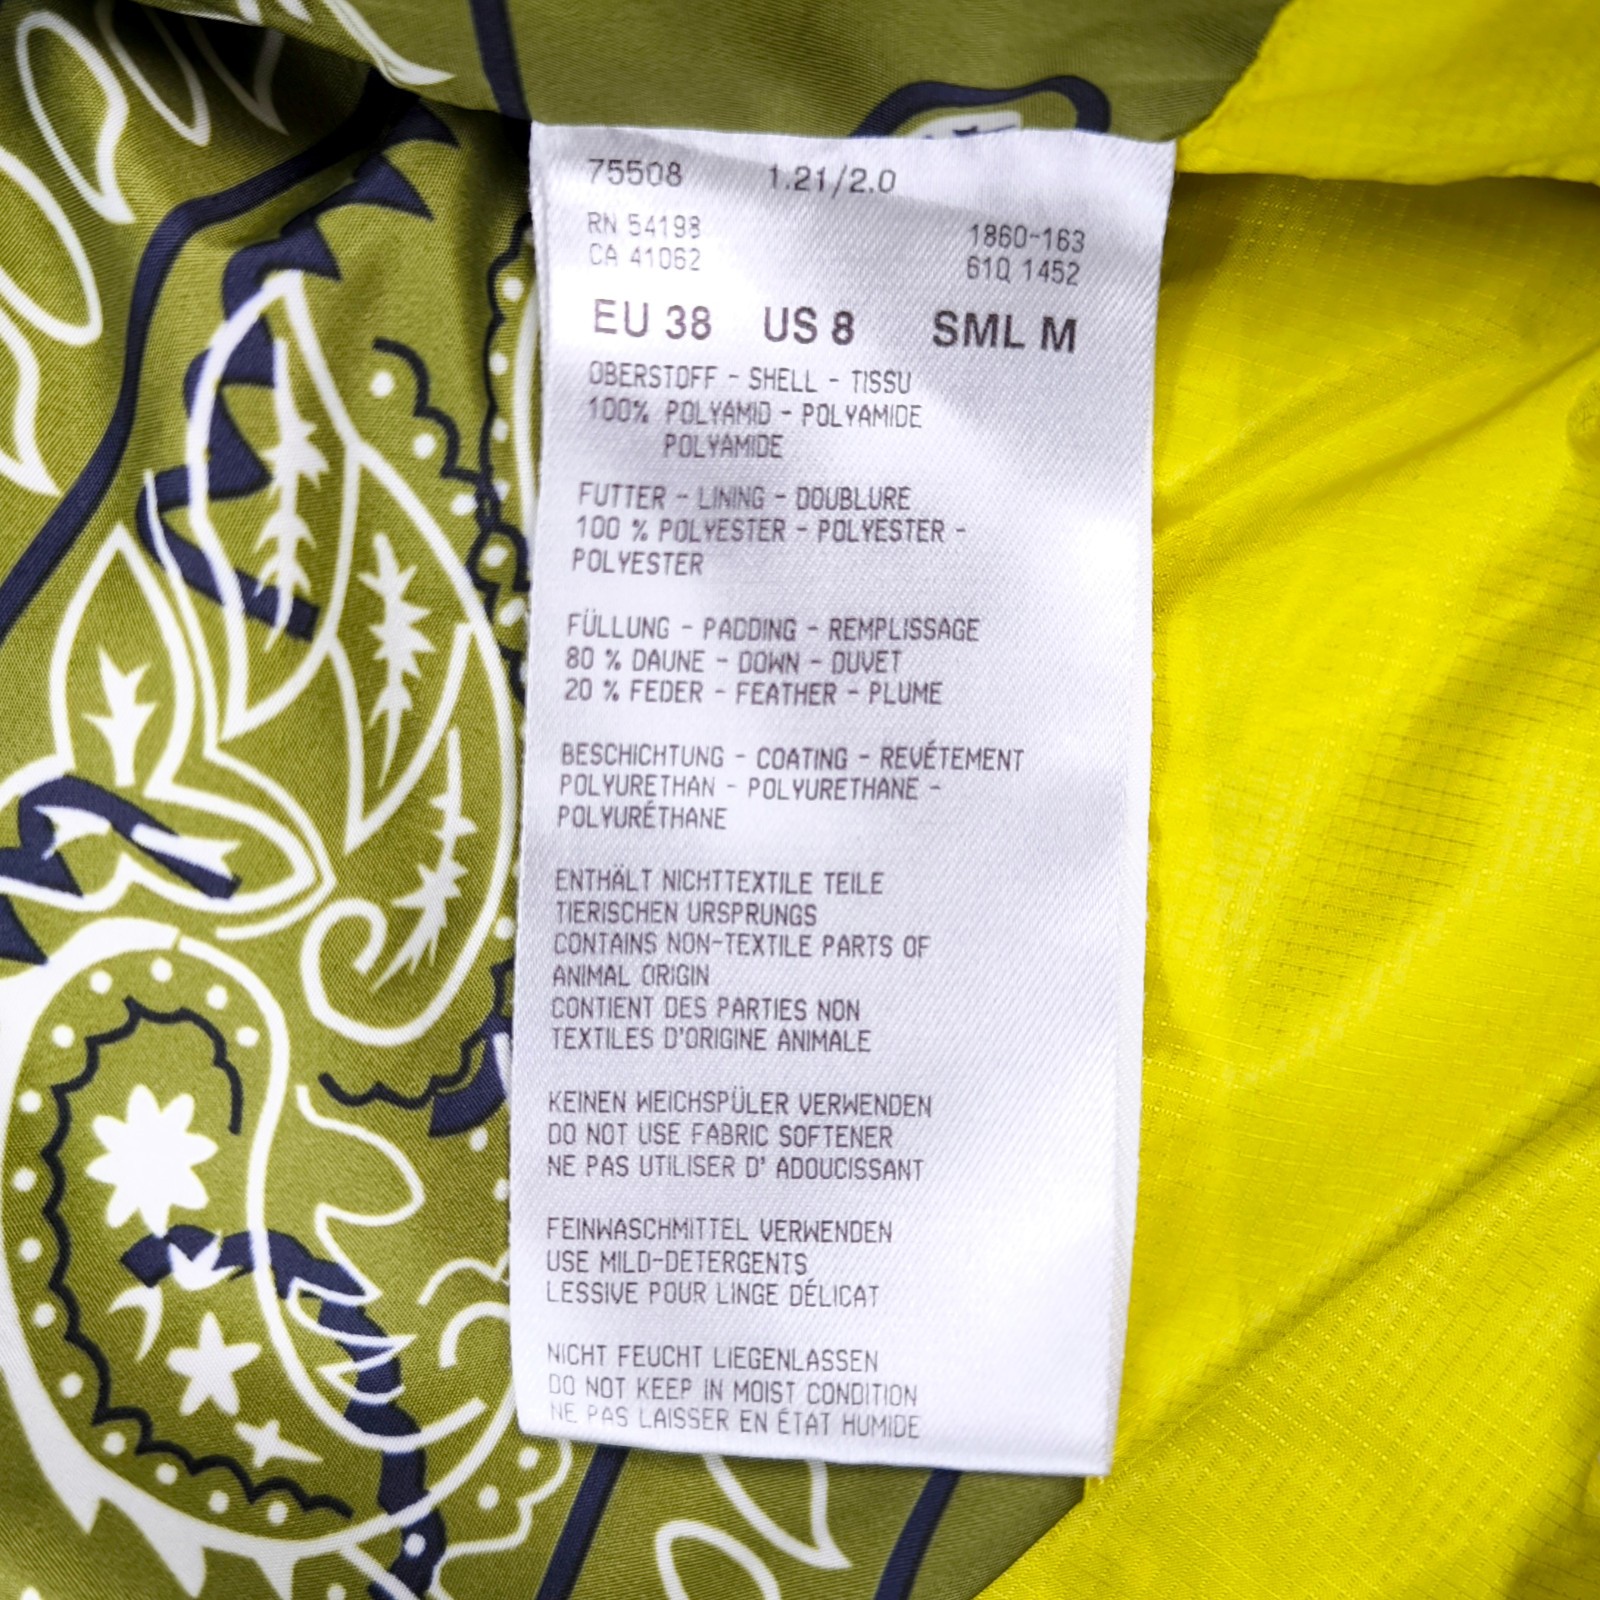 75508 1.21/2.0
RN 54198
CA 41062
1860-163
61Q 1452
EU 38 US 8 SML M
OBERSTOFF - SHELL - TISSU
100% POLYAMID - POLYAMIDE
POLYAMIDE
FUTTER - LINING - DOUBLURE
100 % POLYESTER - POLYESTER -
POLYESTER
FÜLLUNG - PADDING - REMPLISSAGE
80 % DAUNE - DOWN - DUVET
20 % FEDER - FEATHER - PLUME
BESCHICHTUNG - COATING - REVÉTEMENT
POLYURETHAN - POLYURETHANE -
POLYURÉTHANE
ENTHÄLT NICHTTEXTILE TEILE
TIERISCHEN URSPRUNGS
CONTAINS NON-TEXTILE PARTS OF
ANIMAL ORIGIN
CONTIENT DES PARTIES NON
TEXTILES D'ORIGINE ANIMALE
KEINEN WEICHSPÜLER VERWENDEN
DO NOT USE FABRIC SOFTENER
NE PAS UTILISER D' ADOUCISSANT
FEINWASCHMITTEL VERWENDEN
USE MILD-DETERGENTS
LESSIVE POUR LINGE DÉLICAT
NICHT FEUCHT LIEGENLASSEN
DO NOT KEEP IN MOIST CONDITION
NE PAS LAISSER EN ÉTAT HUMIDE